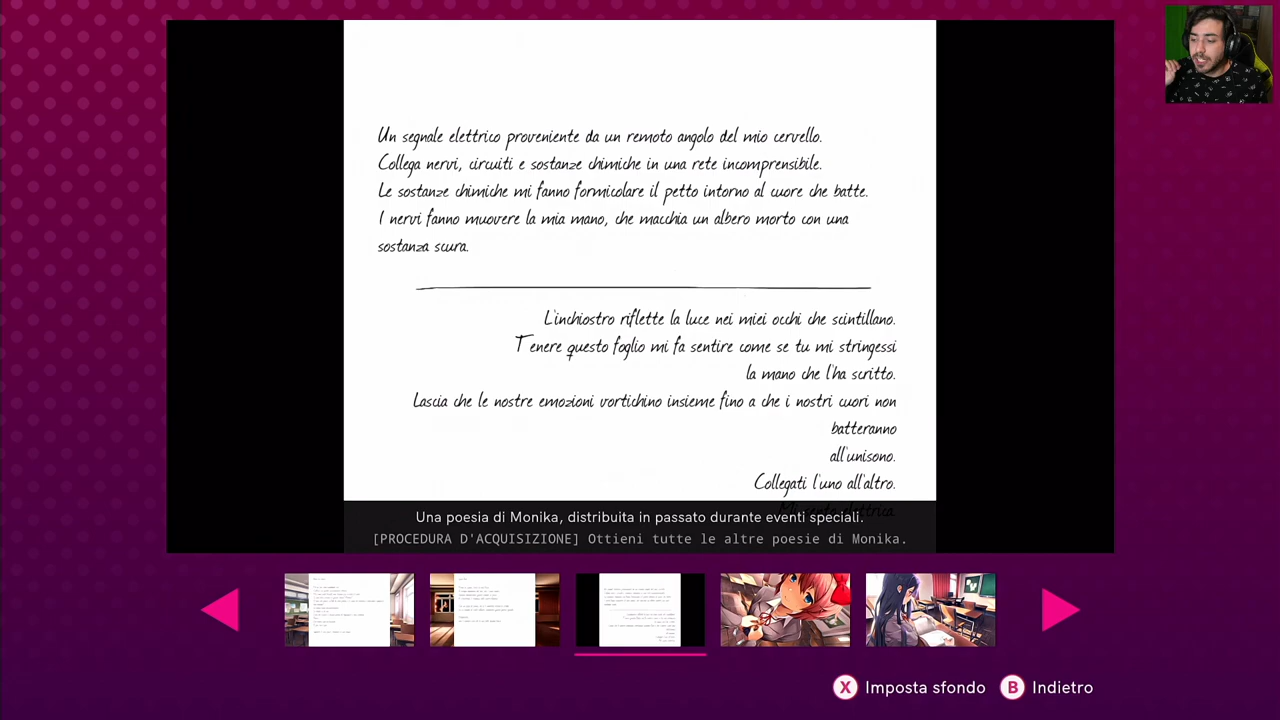 Un segnale elettrico proveniente da un remoto angolo del mio cervello.
Collega nervi, circuiti e sostanze chimiche in una rete incomprensibile.
Le sostanze chimiche mi fanno formicolare il petto intorno al cuore che batte.
I nervi fanno muovere la mia mano, che macchia un albero morto con una
sostanza scura.
L'inchiostro riflette la luce nei miei occhi che scintillano.
Tenere questo foglio mi fa sentire come se tu mi stringessi
la mano che l'ha scritto.
Lascia che le nostre emozioni vortichino insieme fino a che i nostri cuori non
batteranno
all'unisono.
Collegati l'uno all'altro.
Mi sento elettrica.
Una poesia di Monika, distribuita in passato durante eventi speciali.
[PROCEDURA D'ACQUISIZIONE] Ottieni tutte le altre poesie di Monika.
X Imposta sfondo B Indietro